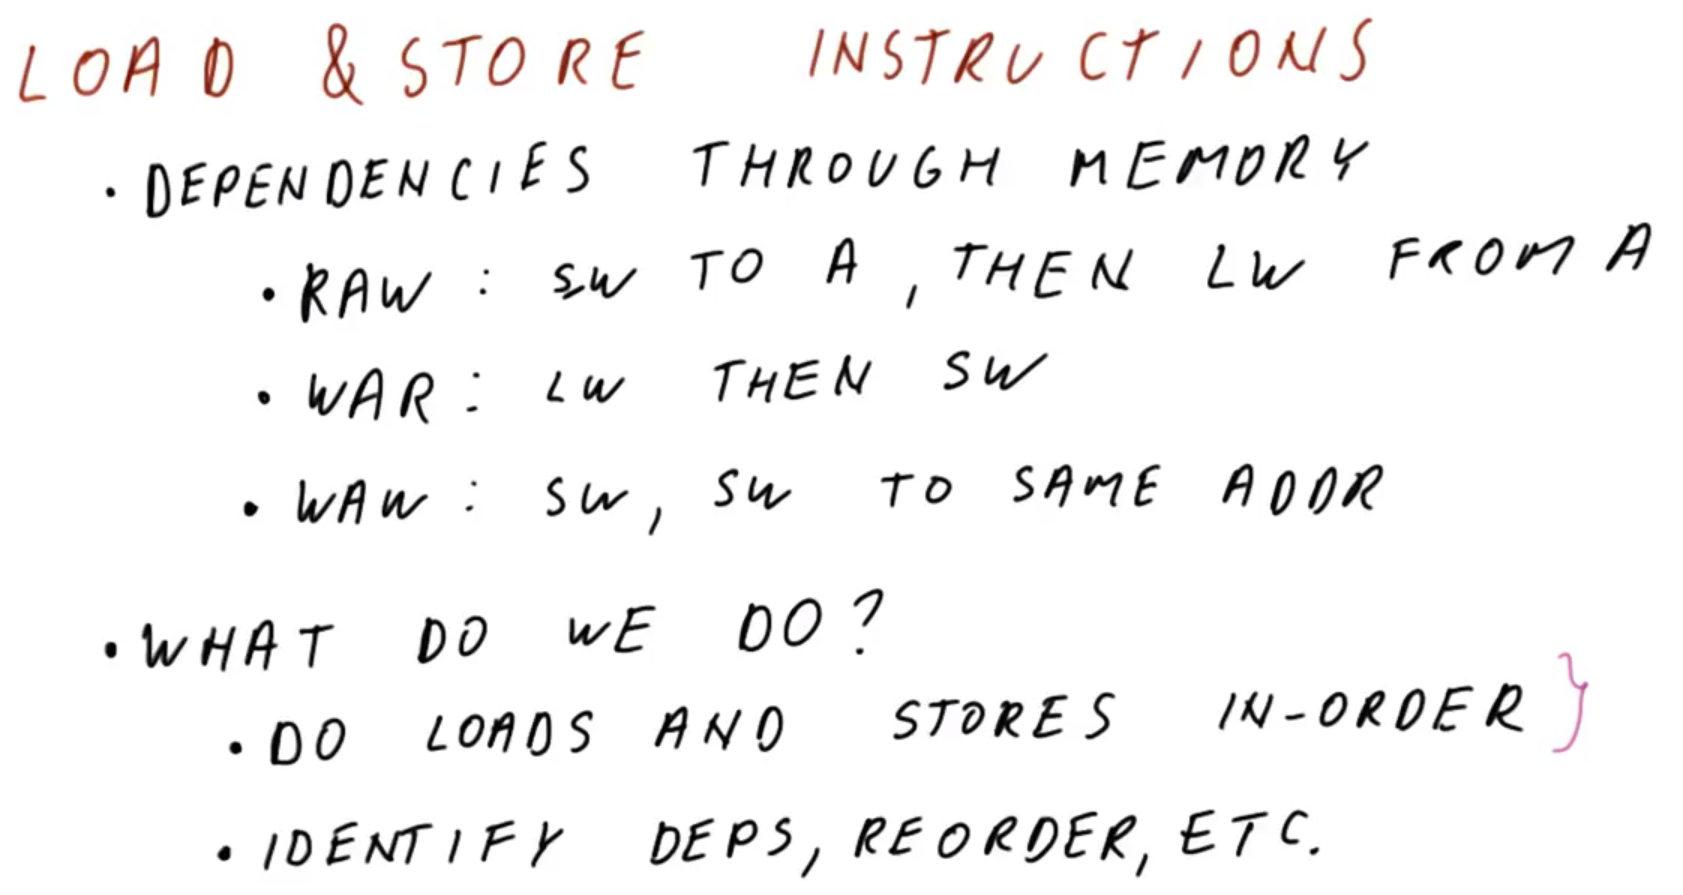 LOAD & STORE INSTRUCTIONS
• DEPENDENCIES THROUGH MEMORY
• RAW : SW TO A , THEN LW FROM A
• WAR : LW THEN SW
• WAW : SW, SW TO SAME ADDR
• WHAT DO WE DO?
• DO LOADS AND STORES IN-ORDER }
• IDENTIFY DEPS, REORDER, ETC.